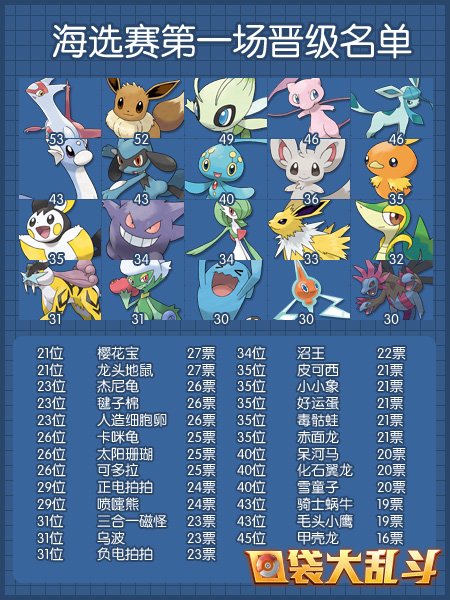 海选赛第一场晋级名单
53 52 49 46 46
43 43 40 36 35
35 34 34 33 32
31 31 30 30 30
21位 樱花宝 27票 34位 沼王 22票
21位 龙头地鼠 27票 35位 皮可西 21票
23位 杰尼龟 26票 35位 小小象 21票
23位 毽子棉 26票 35位 好运蛋 21票
23位 人造细胞卵 26票 35位 毒骷蛙 21票
26位 卡咪龟 25票 35位 赤面龙 21票
26位 太阳珊瑚 25票 40位 呆河马 20票
26位 可多拉 25票 40位 化石翼龙 20票
29位 正电拍拍 24票 40位 雪童子 20票
29位 喷嚏熊 24票 43位 骑士蜗牛 19票
31位 三合一磁怪 23票 43位 毛头小鹰 19票
31位 乌波 23票 45位 甲壳龙 16票
31位 负电拍拍 23票
口袋大乱斗